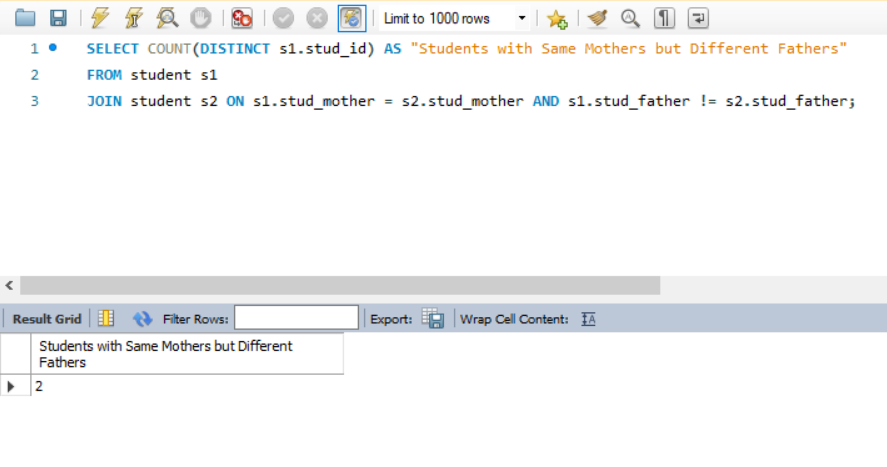 Limit to 1000 rows
1 SELECT COUNT(DISTINCT s1.stud_id) AS "Students with Same Mothers but Different Fathers"
2 FROM student s1
3 JOIN student s2 ON s1.stud_mother = s2.stud_mother AND s1.stud_father != s2.stud_father;
Result Grid Filter Rows: Export: Wrap Cell Content:
Students with Same Mothers but Different
Fathers
2